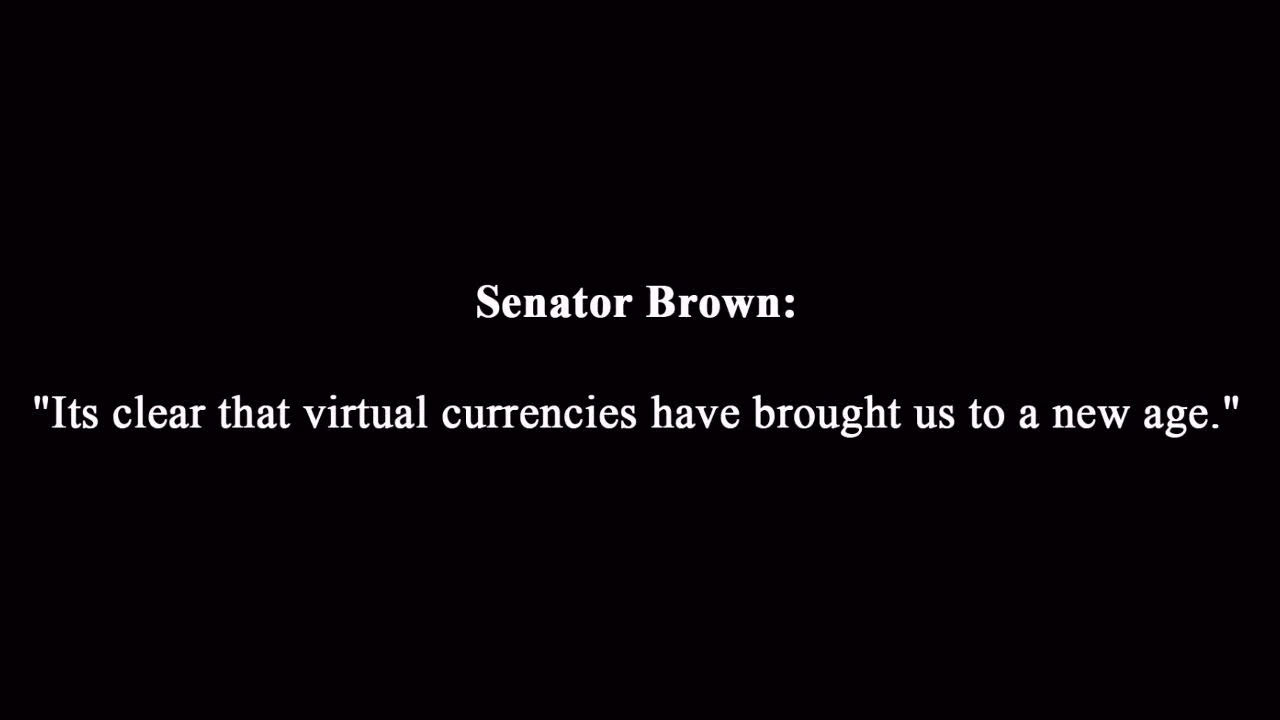 Senator Brown:
"Its clear that virtual currencies have brought us to a new age."